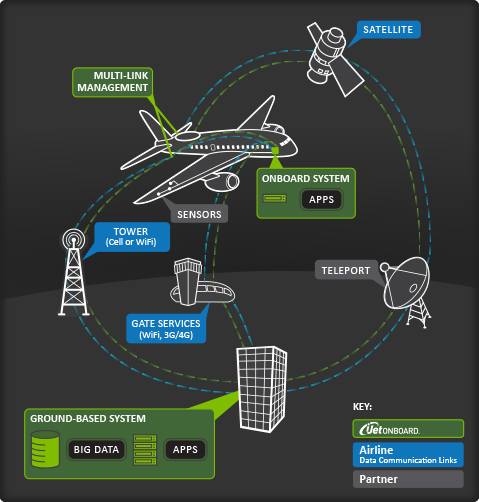 SATELLITE
MULTI-LINK
MANAGEMENT
ONBOARD SYSTEM
APPS
SENSORS
TOWER
(Cell or WiFi)
TELEPORT
GATE SERVICES
(WiFi, 3G/4G)
GROUND-BASED SYSTEM
BIG DATA
APPS
KEY:
eJetONBOARD.
Airline
Data Communication Links
Partner